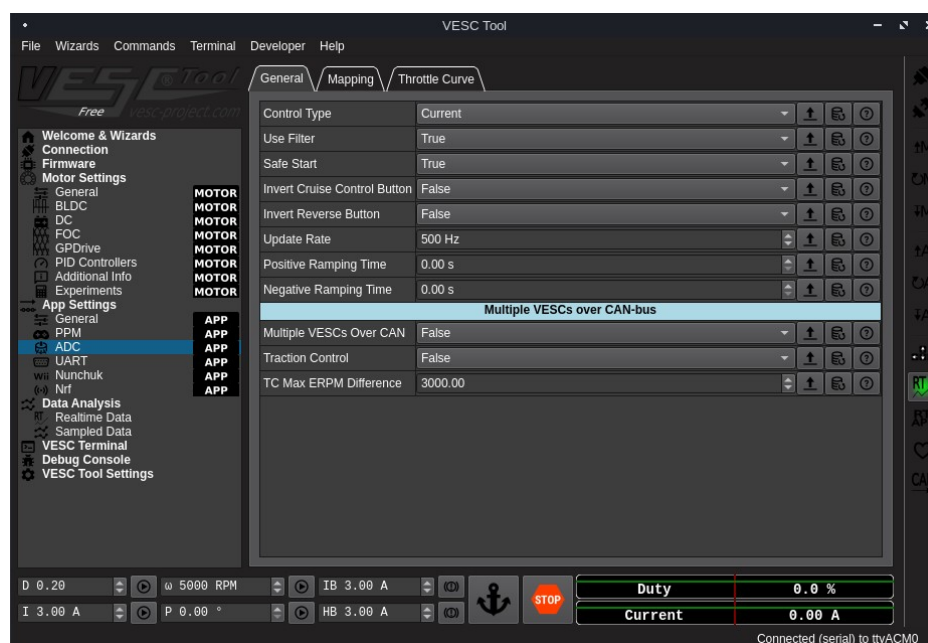 VESC Tool
File Wizards Commands Terminal Developer Help
VESC Tool
®
Free vesc-project.com
Welcome & Wizards
Connection
Firmware
Motor Settings
General MOTOR
BLDC MOTOR
DC MOTOR
FOC MOTOR
GPDrive MOTOR
PID Controllers MOTOR
Additional Info MOTOR
Experiments MOTOR
App Settings
General APP
PPM APP
ADC APP
UART APP
Wii Nunchuk APP
Nrf APP
Data Analysis
RT Realtime Data
Sampled Data
VESC Terminal
Debug Console
VESC Tool Settings
General Mapping Throttle Curve
Control Type Current
Use Filter True
Safe Start True
Invert Cruise Control Button False
Invert Reverse Button False
Update Rate 500 Hz
Positive Ramping Time 0.00 s
Negative Ramping Time 0.00 s
Multiple VESCs over CAN-bus
Multiple VESCs Over CAN False
Traction Control False
TC Max ERPM Difference 3000.00
RT
D 0.20 ω 5000 RPM IB 3.00 A
I 3.00 A P 0.00 ° HB 3.00 A
STOP
Duty 0.0 %
Current 0.00 A
Connected (serial) to ttyACM0